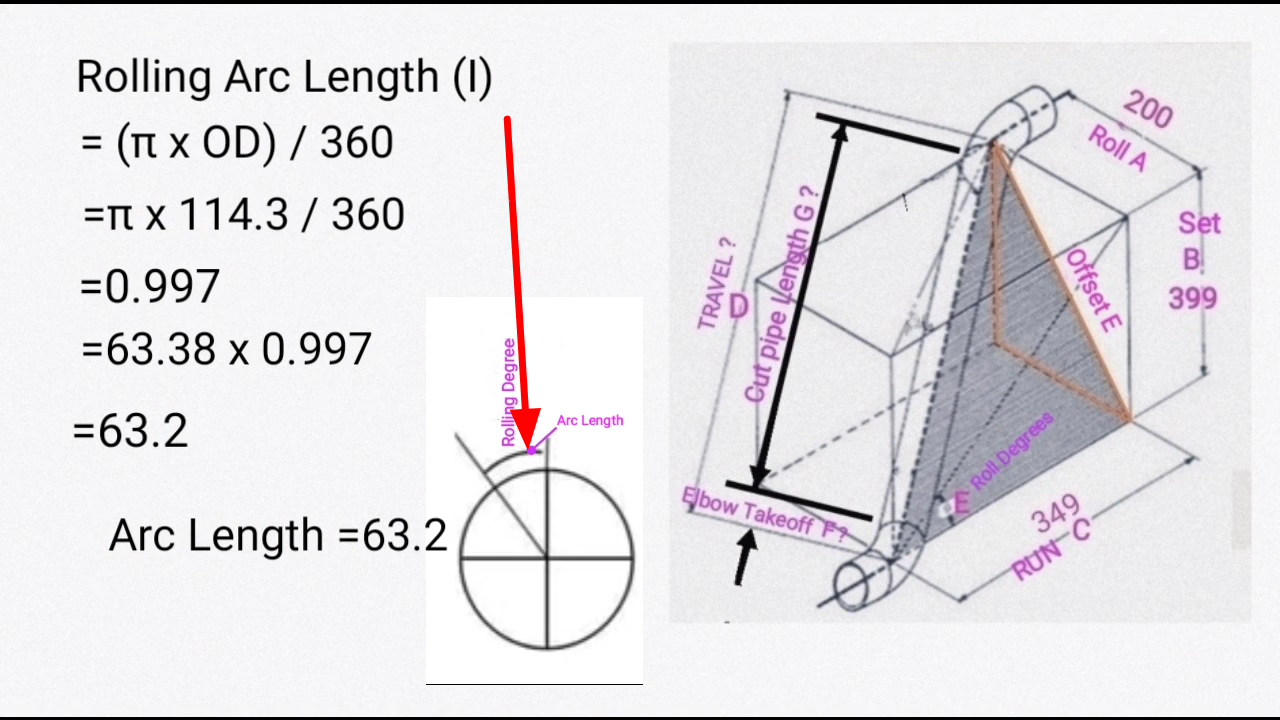 Rolling Arc Length (I)
= (π x OD) / 360
=π x 114.3 / 360
=0.997
=63.38 x 0.997
=63.2
Arc Length =63.2
Rolling Degree
Arc Length
200
Roll A
Set
B
399
TRAVEL ?
D
Cut pipe Length G ?
Offset E
Roll Degrees
E
Elbow Takeoff F?
349
RUN C